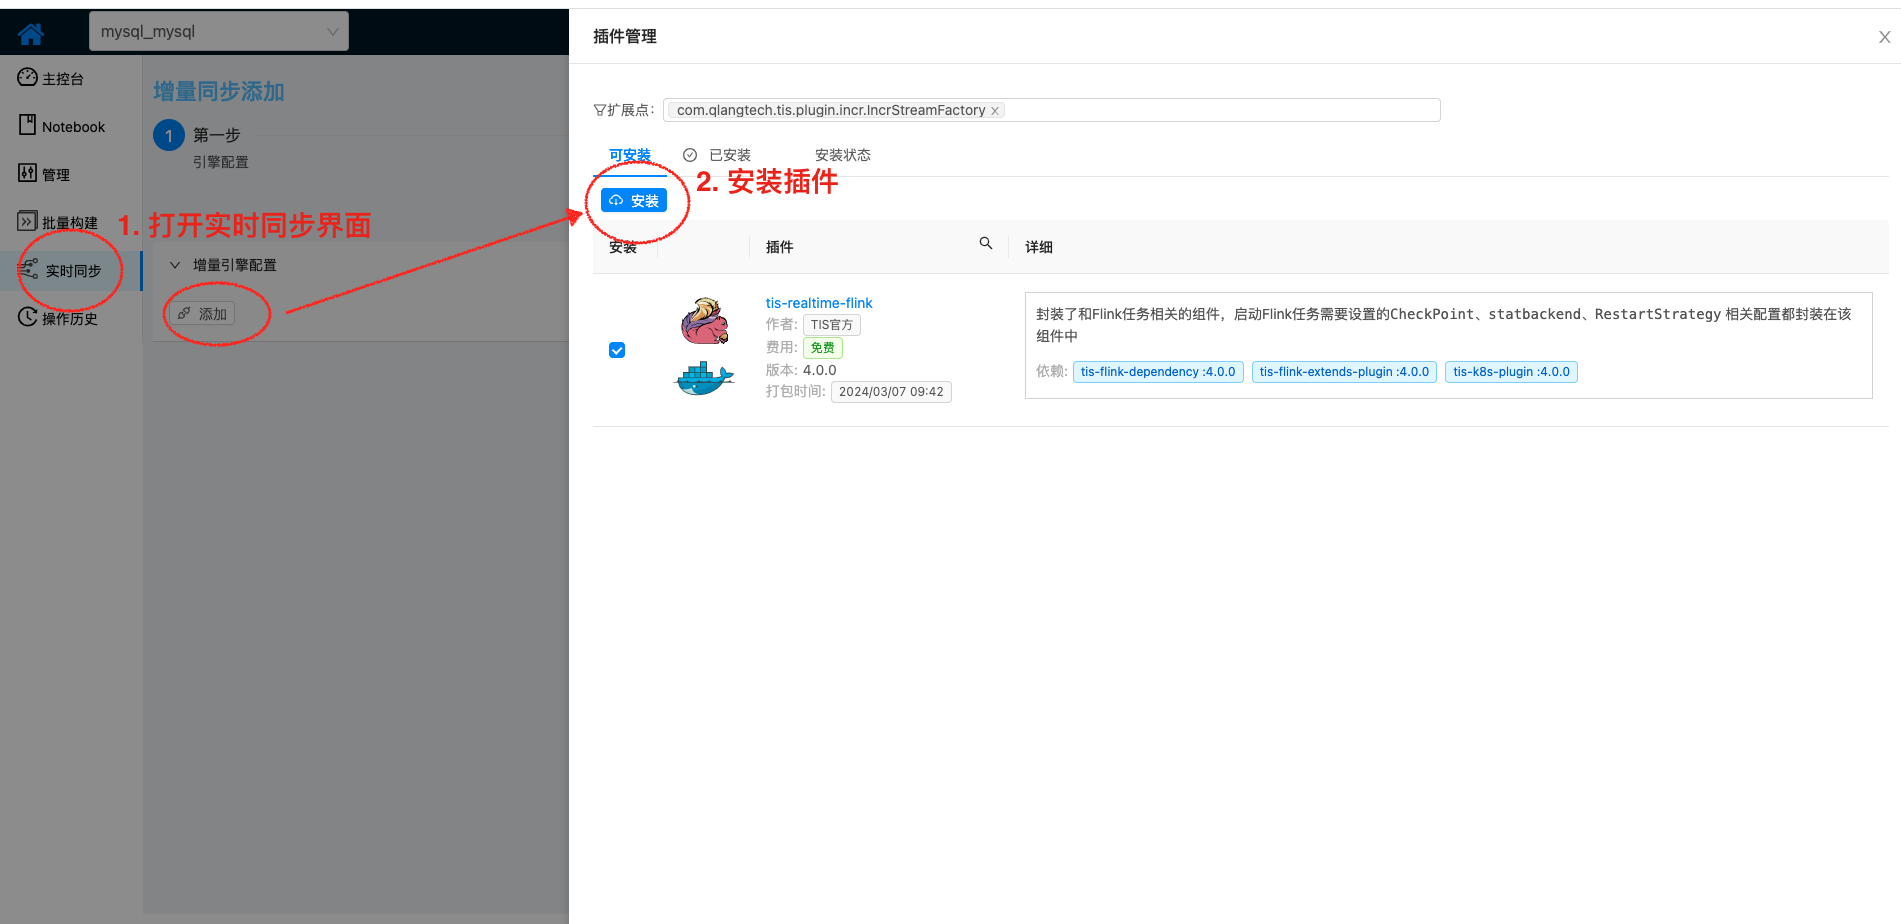 mysql_mysql
主控台
Notebook
管理
批量构建
实时同步
操作历史
增量同步添加
1 第一步
引擎配置
1. 打开实时同步界面
增量引擎配置
添加
插件管理
扩展点:
com.qlangtech.tis.plugin.incr.IncrStreamFactory
可安装 已安装 安装状态
2. 安装插件
安装
安装 插件 详细
tis-realtime-flink
作者: TIS官方
费用: 免费
版本: 4.0.0
打包时间: 2024/03/07 09:42
封装了和Flink任务相关的组件，启动Flink任务需要设置的CheckPoint、statbackend、RestartStrategy 相关配置都封装在该
组件中
依赖: tis-flink-dependency :4.0.0 tis-flink-extends-plugin :4.0.0 tis-k8s-plugin :4.0.0